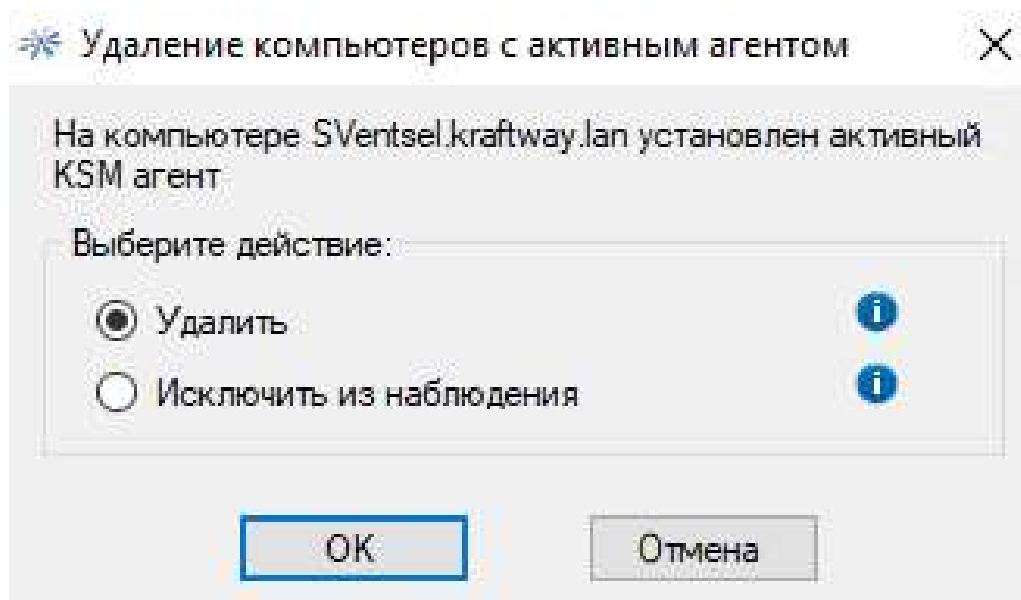 Удаление компьютеров с активным агентом
На компьютере SVentsel.kraftway.lan установлен активный
KSM агент
Выберите действие:
Удалить
Исключить из наблюдения
ОК
Отмена